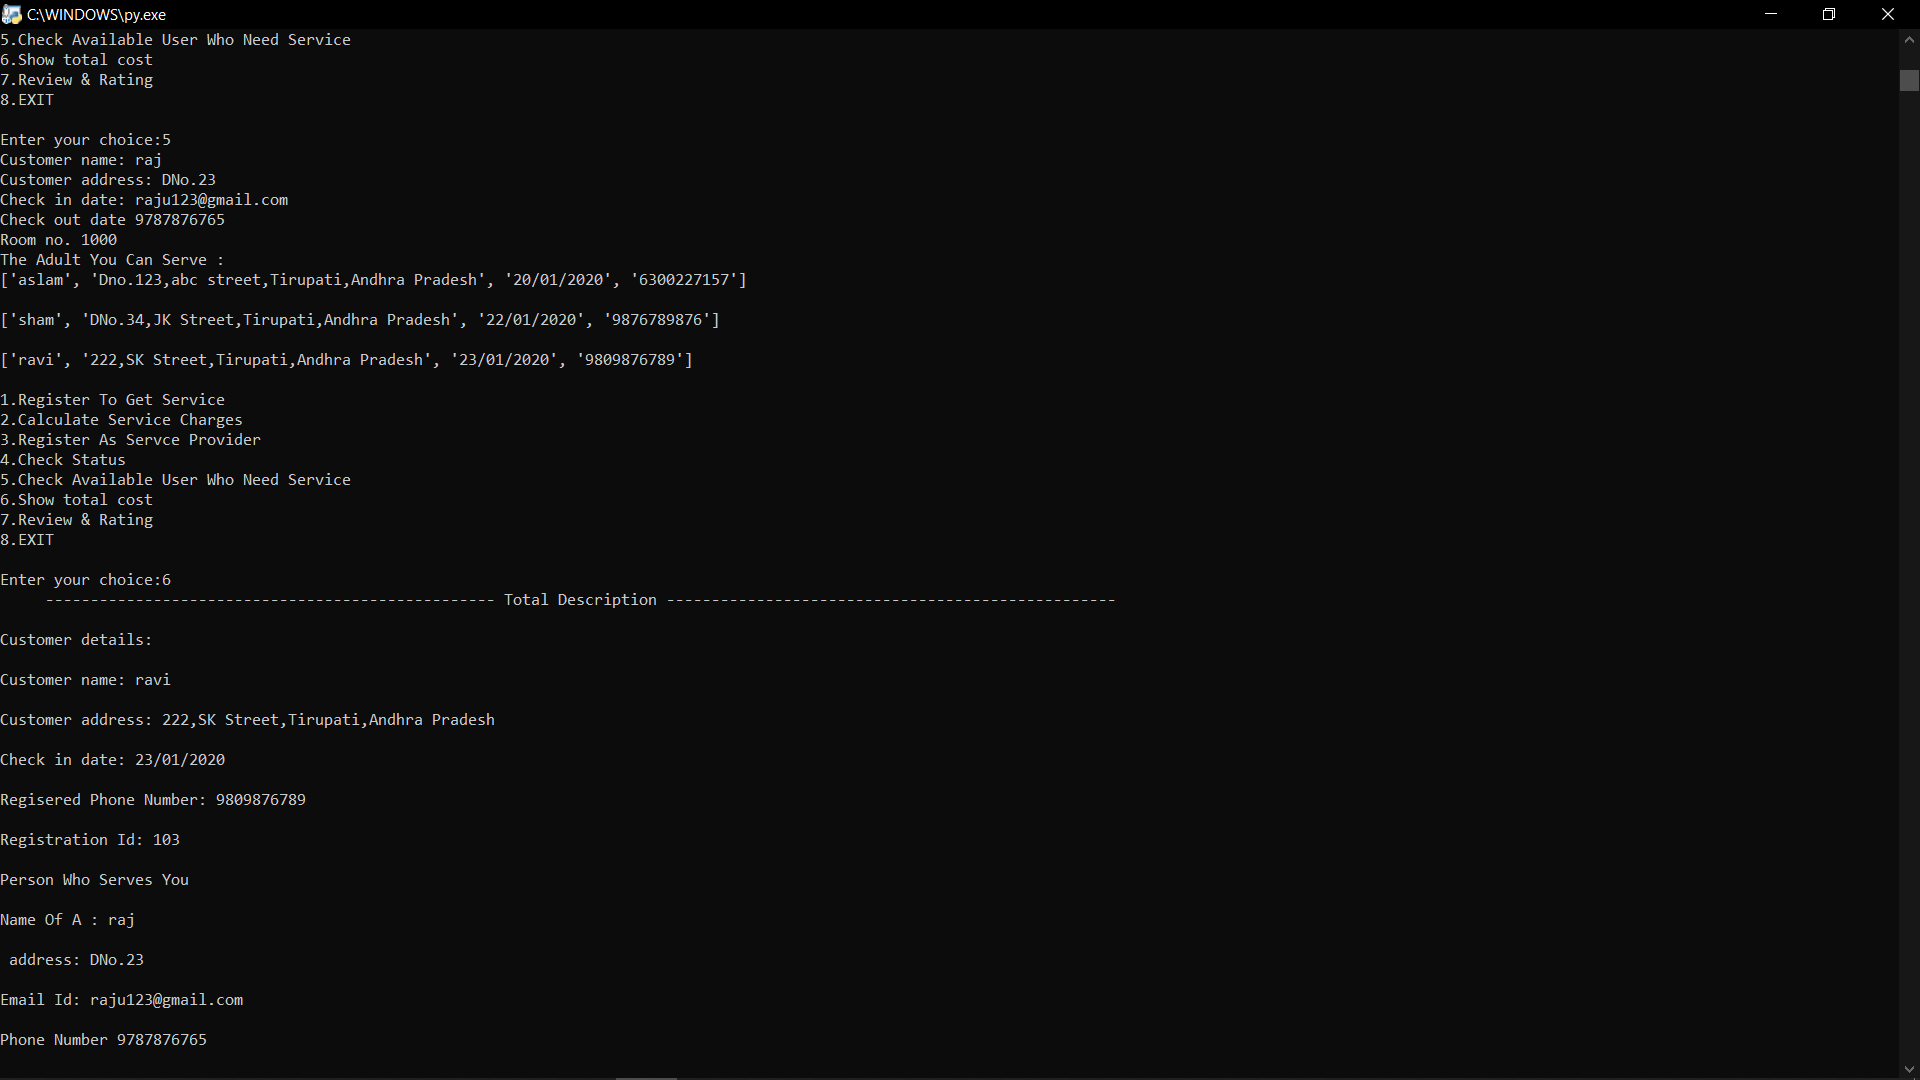 C:\WINDOWS\py.exe
5.Check Available User Who Need Service
6.Show total cost
7.Review & Rating
8.EXIT
Enter your choice:5
Customer name: raj
Customer address: DNo.23
Check in date: raju123@gmail.com
Check out date 9787876765
Room no. 1000
The Adult You Can Serve :
['aslam', 'Dno.123,abc street,Tirupati,Andhra Pradesh', '20/01/2020', '6300227157']
['sham', 'DNo.34,JK Street,Tirupati,Andhra Pradesh', '22/01/2020', '9876789876']
['ravi', '222,SK Street,Tirupati,Andhra Pradesh', '23/01/2020', '9809876789']
1.Register To Get Service
2.Calculate Service Charges
3.Register As Servce Provider
4.Check Status
5.Check Available User Who Need Service
6.Show total cost
7.Review & Rating
8.EXIT
Enter your choice:6
-------------------------------------------------- Total Description --------------------------------------------------
Customer details:
Customer name: ravi
Customer address: 222,SK Street,Tirupati,Andhra Pradesh
Check in date: 23/01/2020
Regisered Phone Number: 9809876789
Registration Id: 103
Person Who Serves You
Name Of A : raj
address: DNo.23
Email Id: raju123@gmail.com
Phone Number 9787876765